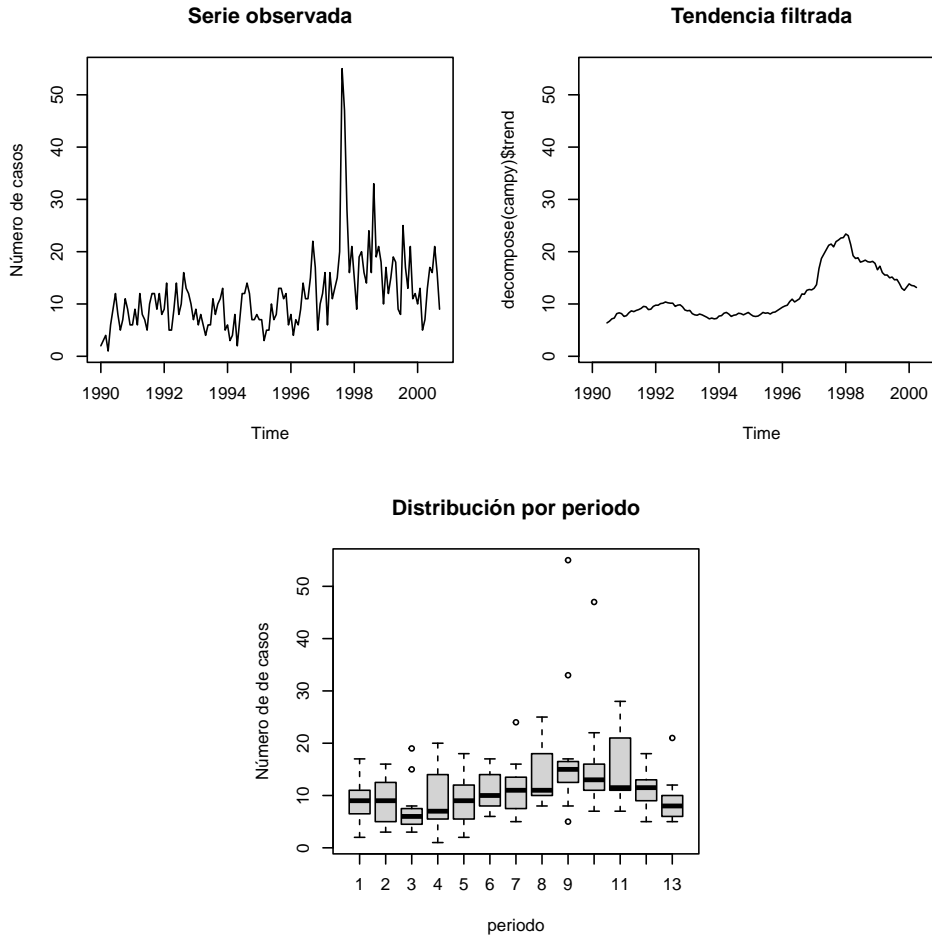 Serie observada
Número de casos
0 10 20 30 40 50
1990 1992 1994 1996 1998 2000
Time
Tendencia filtrada
decompose(campy)$trend
0 10 20 30 40 50
1990 1992 1994 1996 1998 2000
Time
Distribución por periodo
Número de de casos
0 10 20 30 40 50
1 2 3 4 5 6 7 8 9 11 13
periodo